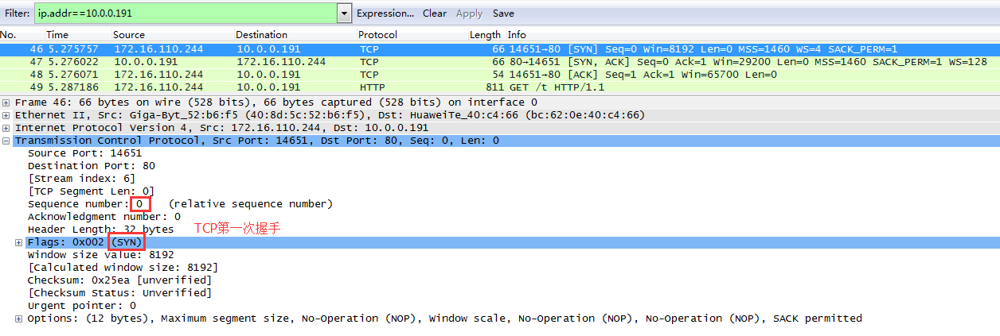 Filter: ip.addr==10.0.0.191 Expression... Clear Apply Save
No. Time Source Destination Protocol Length Info
46 5.275757 172.16.110.244 10.0.0.191 TCP 66 14651→80 [SYN] Seq=0 Win=8192 Len=0 MSS=1460 WS=4 SACK_PERM=1
47 5.276022 10.0.0.191 172.16.110.244 TCP 66 80→14651 [SYN, ACK] Seq=0 Ack=1 Win=29200 Len=0 MSS=1460 SACK_PERM=1 WS=128
48 5.276071 172.16.110.244 10.0.0.191 TCP 54 14651→80 [ACK] Seq=1 Ack=1 Win=65700 Len=0
49 5.287186 172.16.110.244 10.0.0.191 HTTP 811 GET /t HTTP/1.1
Frame 46: 66 bytes on wire (528 bits), 66 bytes captured (528 bits) on interface 0
Ethernet II, Src: Giga-Byt_52:b6:f5 (40:8d:5c:52:b6:f5), Dst: HuaweiTe_40:c4:66 (bc:62:0e:40:c4:66)
Internet Protocol Version 4, Src: 172.16.110.244, Dst: 10.0.0.191
Transmission Control Protocol, Src Port: 14651, Dst Port: 80, Seq: 0, Len: 0
Source Port: 14651
Destination Port: 80
[Stream index: 6]
[TCP Segment Len: 0]
Sequence number: 0 (relative sequence number)
Acknowledgment number: 0
Header Length: 32 bytes TCP第一次握手
Flags: 0x002 (SYN)
Window size value: 8192
[Calculated window size: 8192]
Checksum: 0x25ea [unverified]
[Checksum Status: Unverified]
Urgent pointer: 0
Options: (12 bytes), Maximum segment size, No-Operation (NOP), Window scale, No-Operation (NOP), No-Operation (NOP), SACK permitted